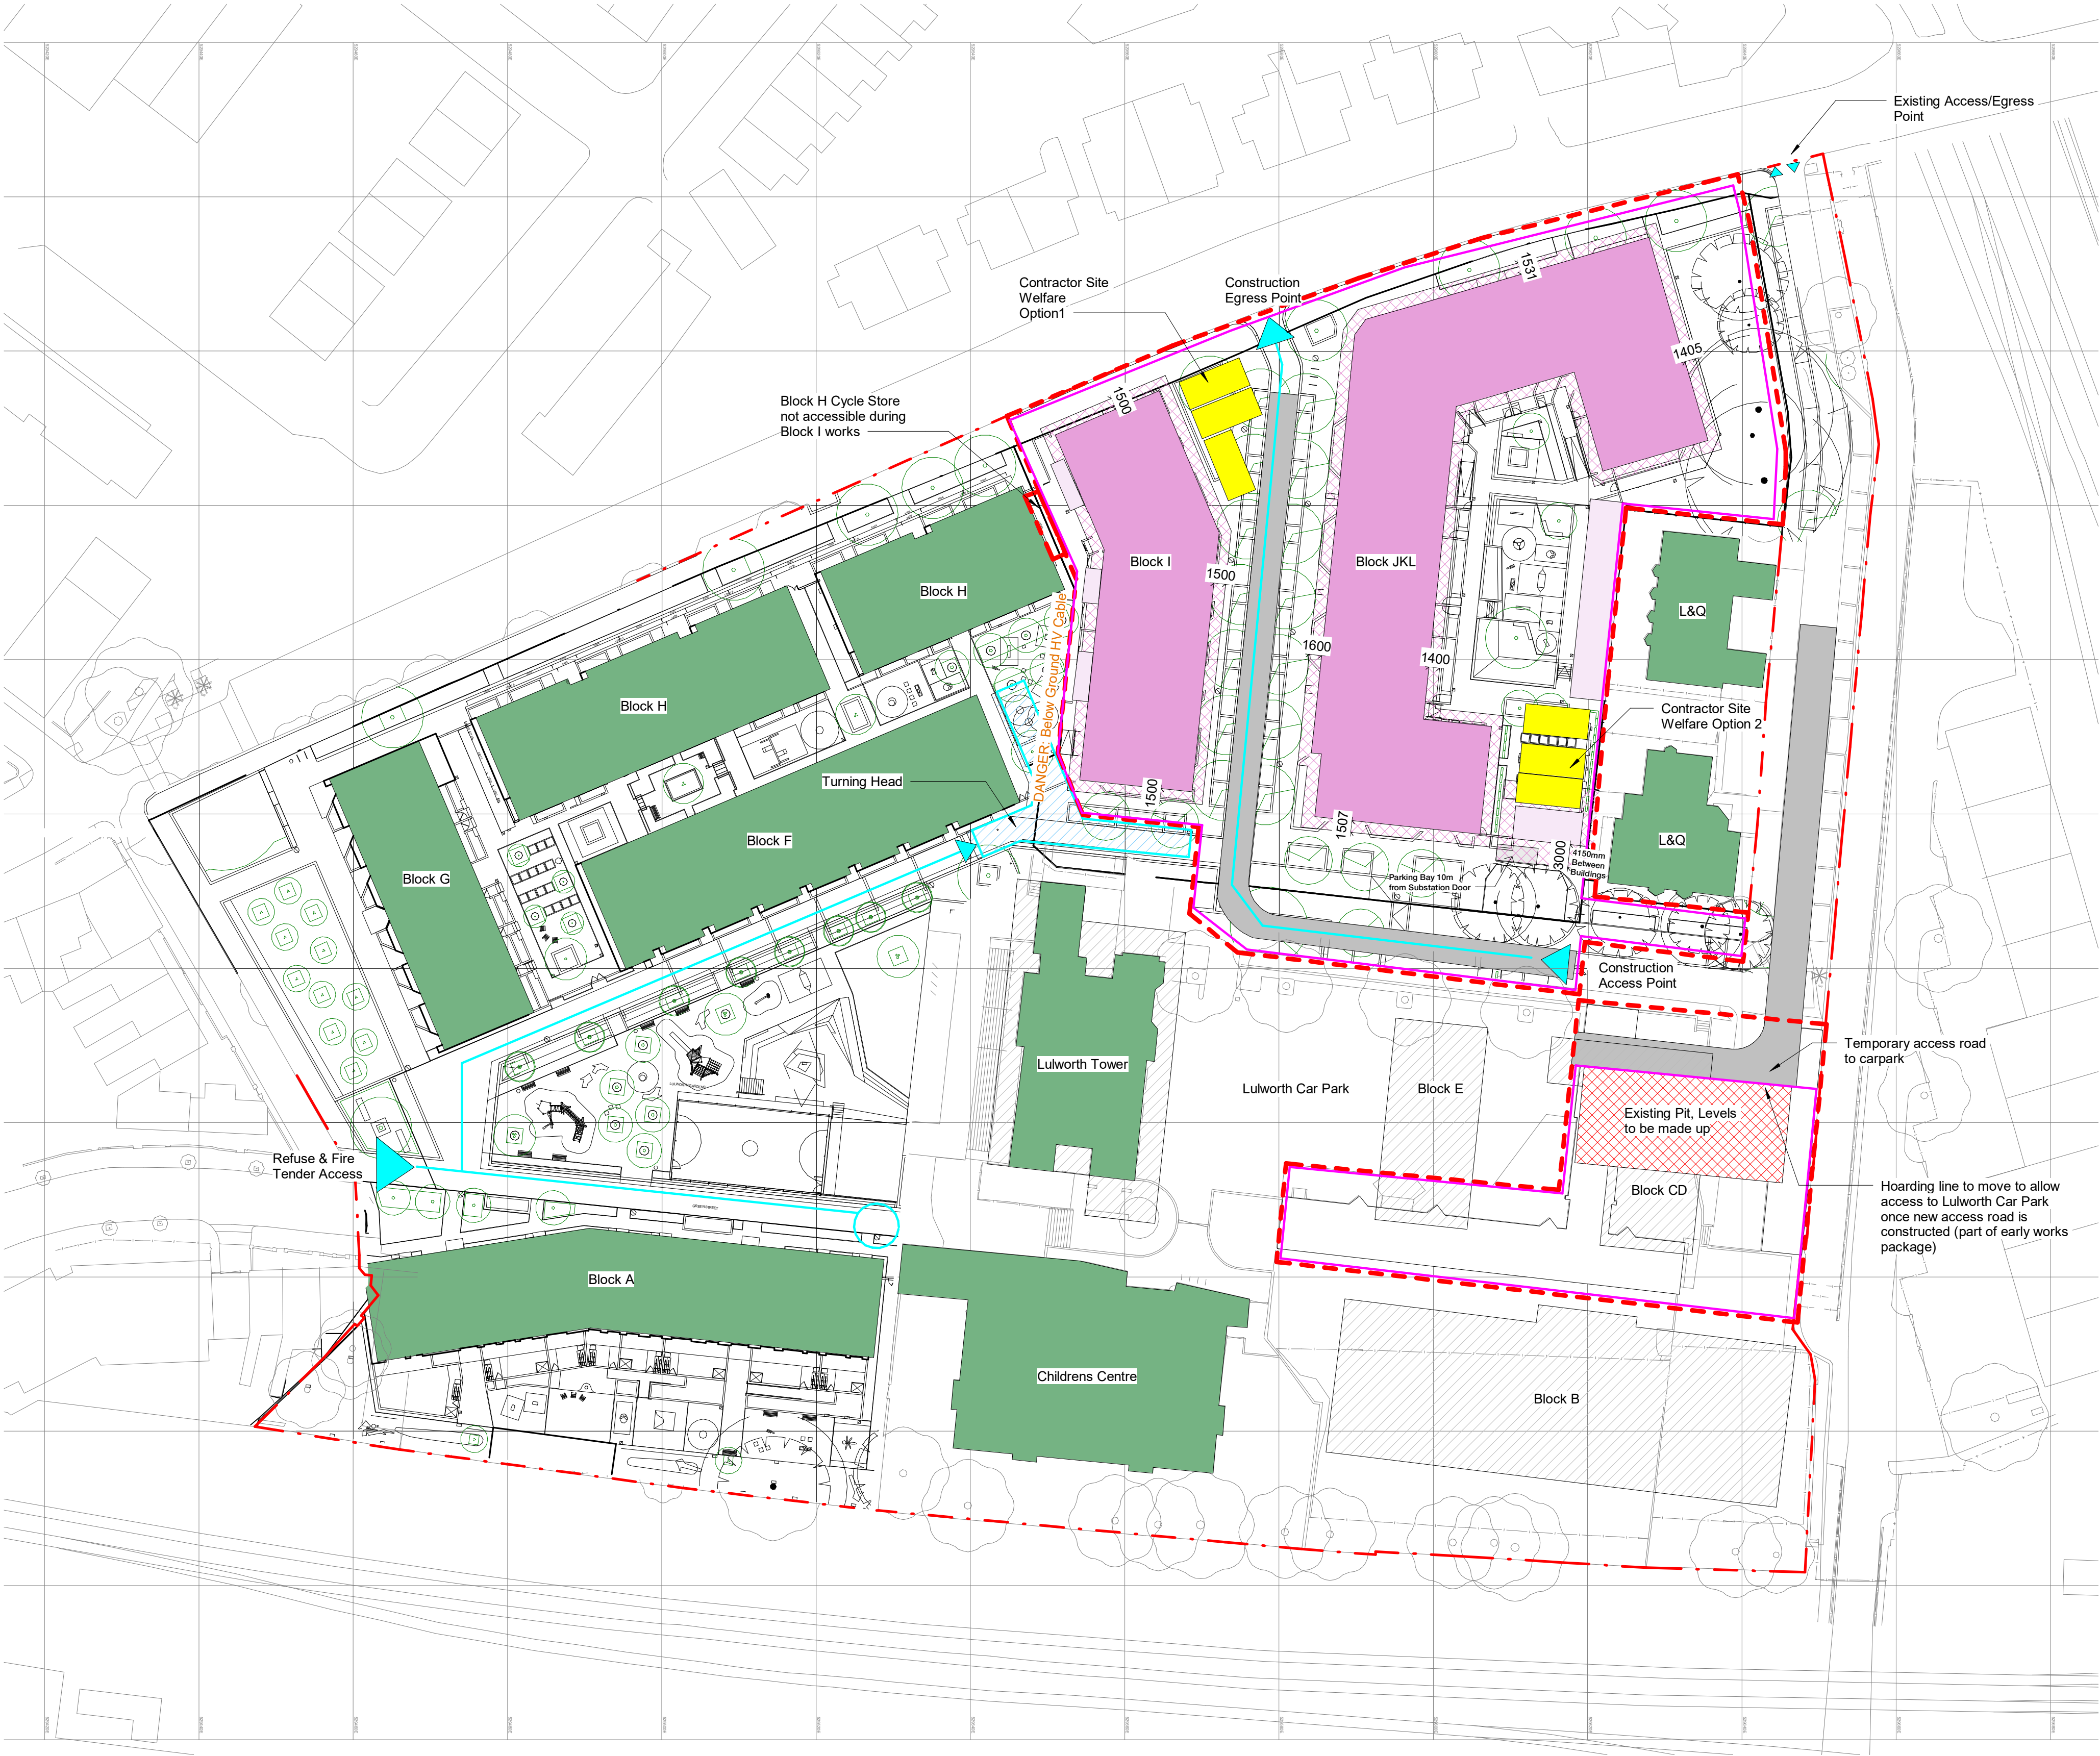 Existing Access/Egress
Point
Contractor Site
Welfare
Option1
Construction
Egress Point
1531
1405
1500
Block H Cycle Store
not accessible during
Block I works
Block I
1500
Block JKL
Block H
L&Q
DANGER: Below Ground HV Cable
1600
1400
Block H
Contractor Site
Welfare Option 2
Turning Head
1500
1507
Block F
L&Q
3000
4150mm
Between
Buildings
Block G
Parking Bay 10m
from Substation Door
Construction
Access Point
Temporary access road
to carpark
Lulworth Tower
Lulworth Car Park
Block E
Existing Pit, Levels
to be made up
Refuse & Fire
Tender Access
Block CD
Hoarding line to move to allow
access to Lulworth Car Park
once new access road is
constructed (part of early works
package)
Block A
Childrens Centre
Block B